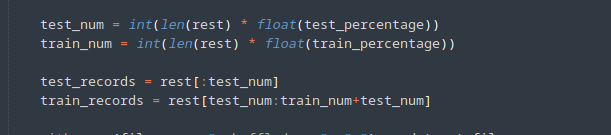 test_num = int(len(rest) * float(test_percentage))
train_num = int(len(rest) * float(train_percentage))
test_records = rest[:test_num]
train_records = rest[test_num:train_num+test_num]